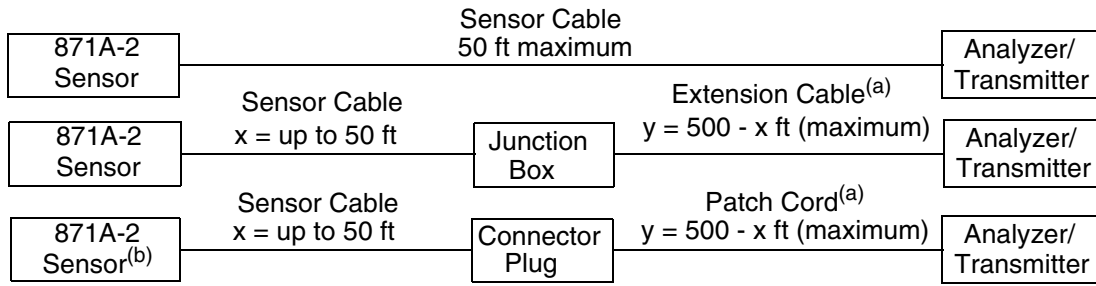 871A-2
Sensor
Sensor Cable
50 ft maximum
Analyzer/
Transmitter
871A-2
Sensor
Sensor Cable
x = up to 50 ft
Junction
Box
Extension Cable(a)
y = 500 - x ft (maximum)
Analyzer/
Transmitter
871A-2
Sensor(b)
Sensor Cable
x = up to 50 ft
Connector
Plug
Patch Cord(a)
y = 500 - x ft (maximum)
Analyzer/
Transmitter